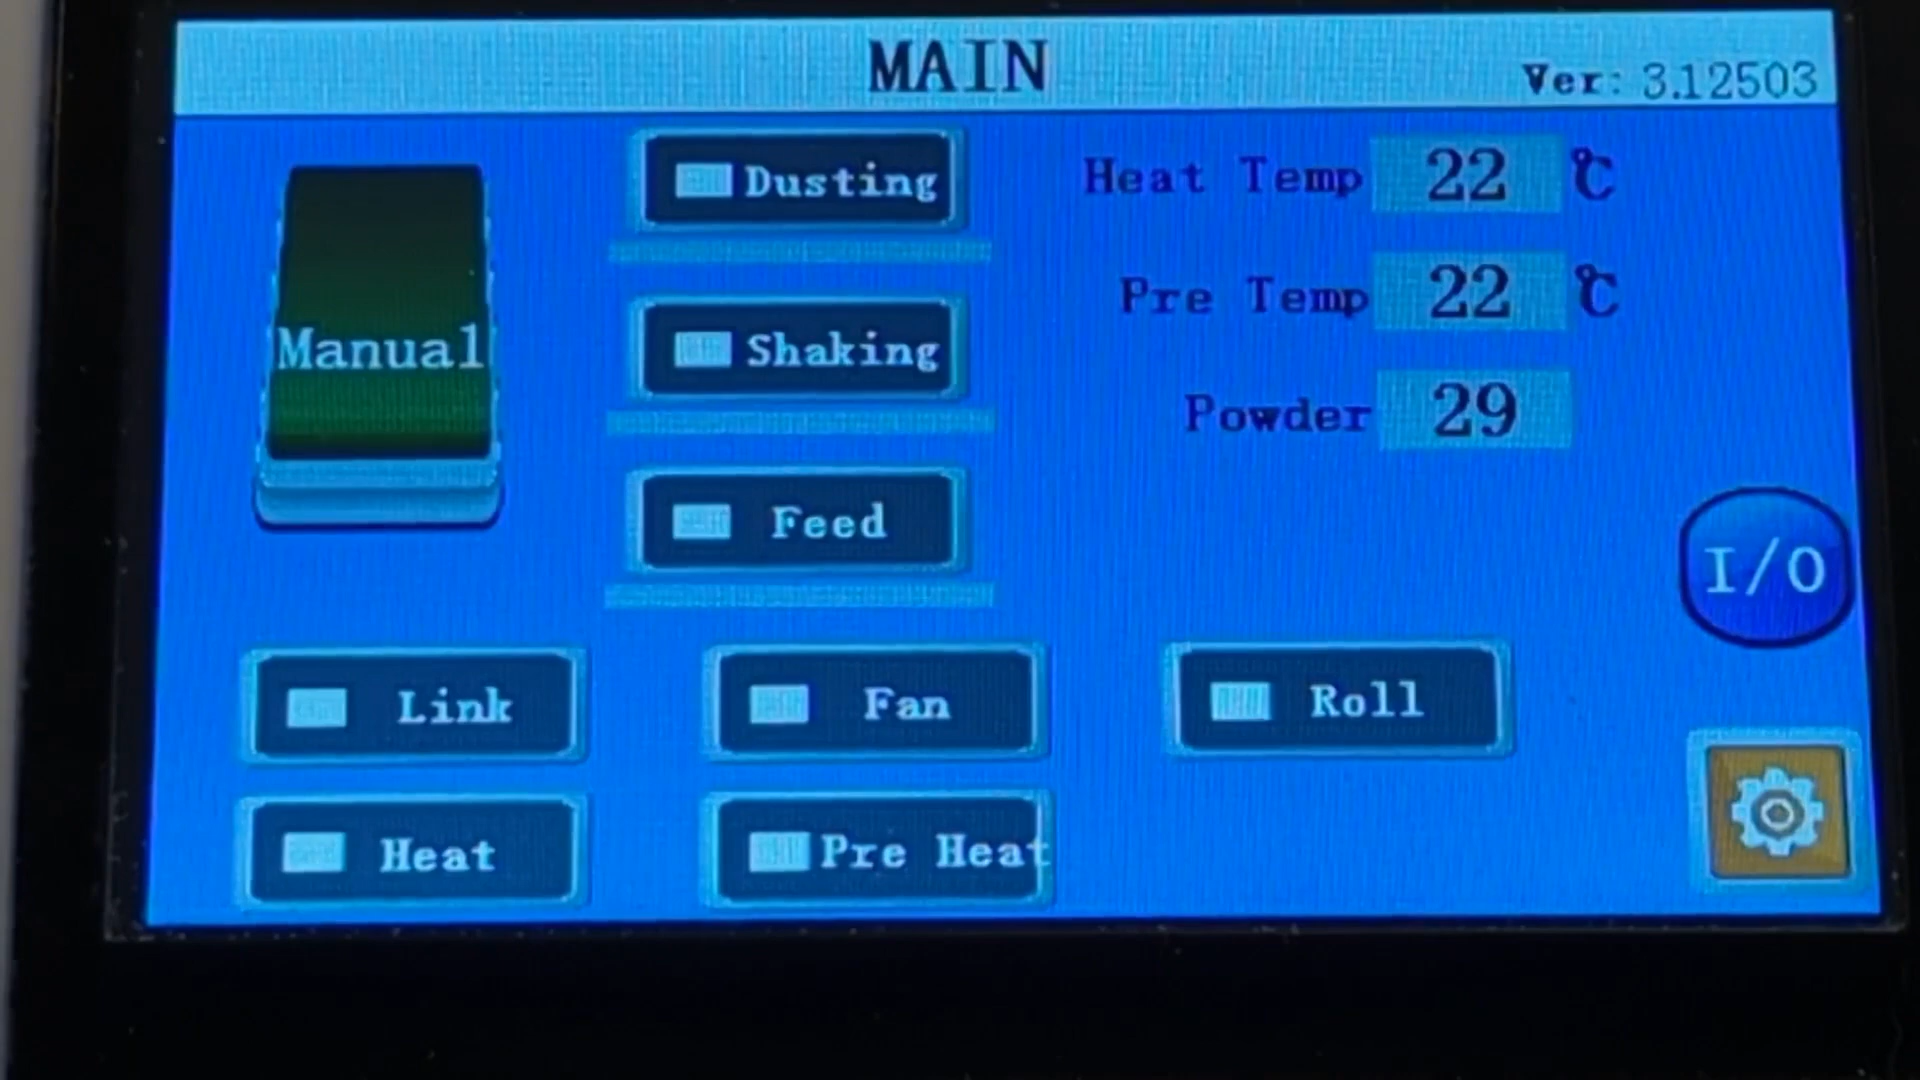 MAIN
Ver: 3.12503
Manual
Dusting
Heat Temp 22 ℃
Shaking
Pre Temp 22 ℃
Powder 29
Feed
I/O
Link
Fan
Roll
Heat
Pre Heat